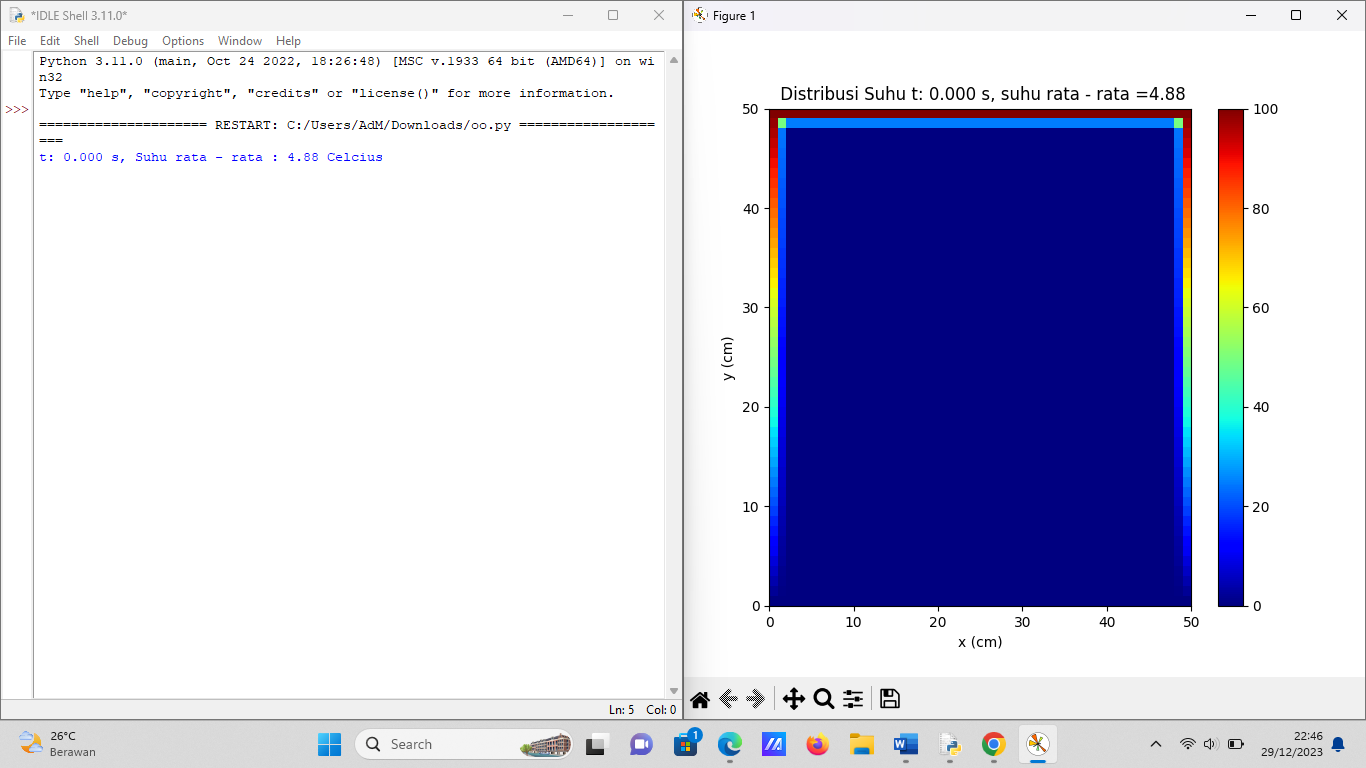 *IDLE Shell 3.11.0*
File Edit Shell Debug Options Window Help
Python 3.11.0 (main, Oct 24 2022, 18:26:48) [MSC v.1933 64 bit (AMD64)] on wi
n32
Type "help", "copyright", "credits" or "license()" for more information.
>>>
===================== RESTART: C:/Users/AdM/Downloads/oo.py =================
===
t: 0.000 s, Suhu rata - rata : 4.88 Celcius
Ln: 5 Col: 0
Figure 1
Distribusi Suhu t: 0.000 s, suhu rata - rata =4.88
50
40
30
20
10
0
y (cm)
0 10 20 30 40 50
x (cm)
100
80
60
40
20
0
26°C
Berawan
Search
1
22:46
29/12/2023